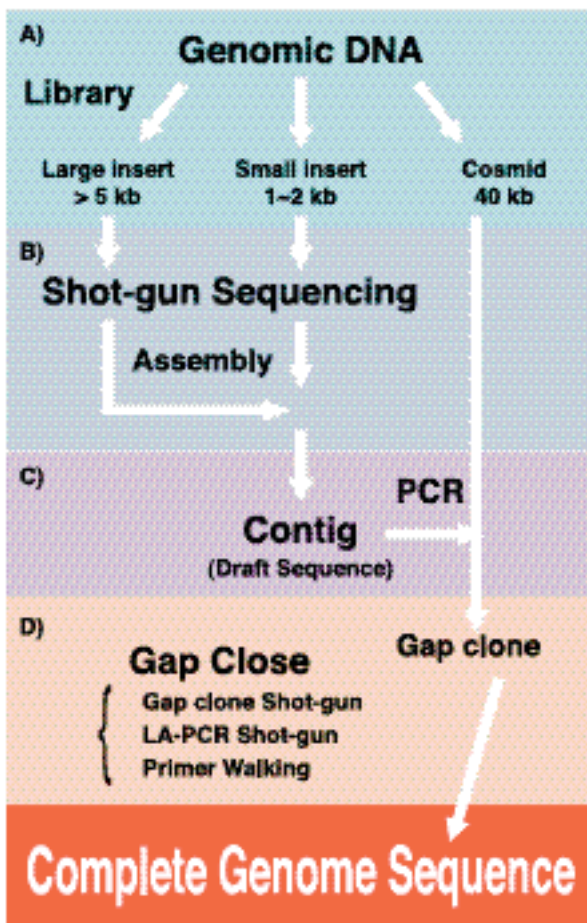 A)
Genomic DNA
Library
Large insert
> 5 kb
Small insert
1~2 kb
Cosmid
40 kb
B)
Shot-gun Sequencing
Assembly
C)
PCR
Contig
(Draft Sequence)
D)
Gap clone
Gap Close
Gap clone Shot-gun
LA-PCR Shot-gun
Primer Walking
Complete Genome Sequence